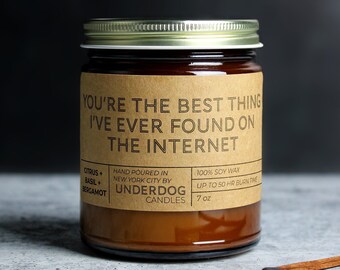 YOU'RE THE BEST THING
I'VE EVER FOUND ON
THE INTERNET
CITRUS +
BASIL +
BERGAMOT
HAND POURED IN
NEW YORK CITY BY
UNDERDOG
CANDLES
100% SOY WAX
UP TO 50 HR BURN TIME
7 oz